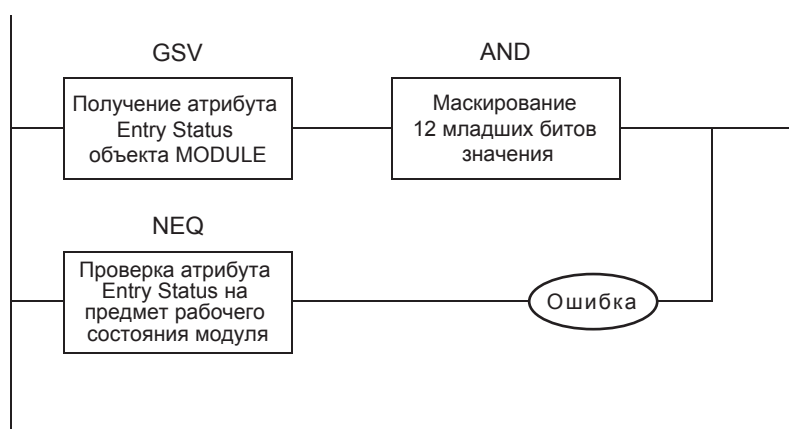 GSV
AND
Получение атрибута
Entry Status
объекта MODULE
Маскирование
12 младших битов
значения
NEQ
Проверка атрибута
Entry Status на
предмет рабочего
состояния модуля
Ошибка